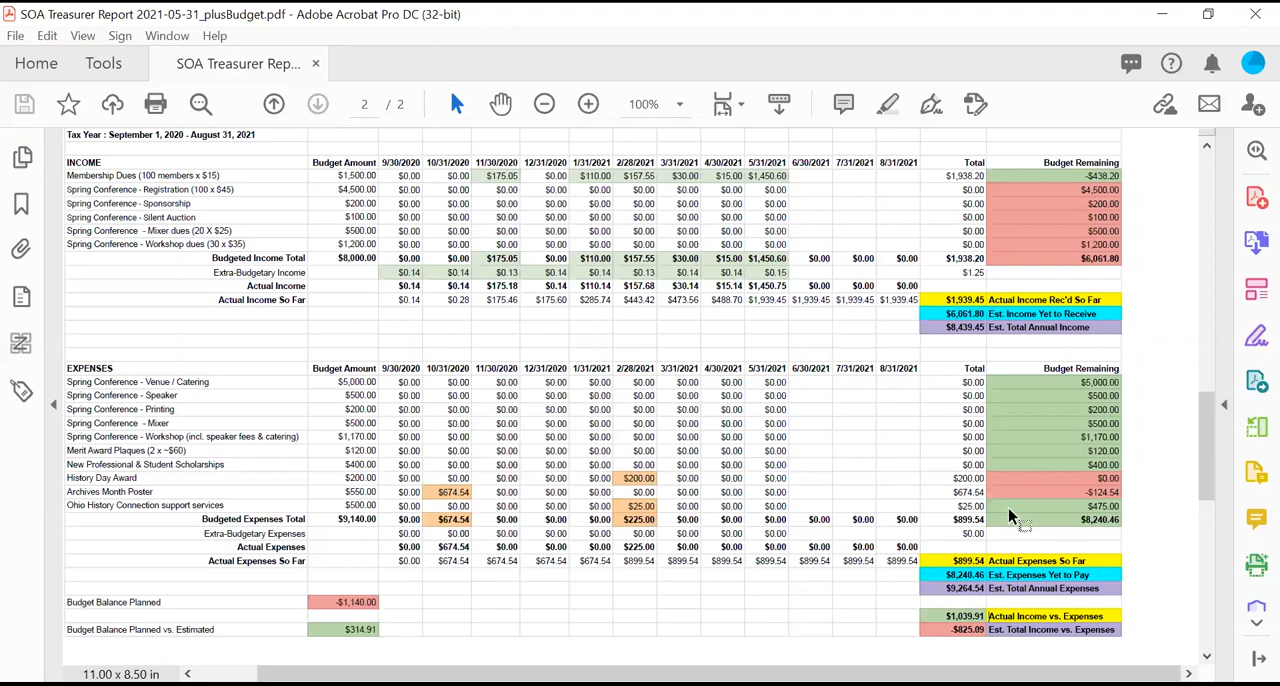 SOA Treasurer Report 2021-05-31_plusBudget.pdf - Adobe Acrobat Pro DC (32-bit)
File Edit View Sign Window Help
Home Tools SOA Treasurer Rep... ×
2 / 2 100%
Tax Year : September 1, 2020 - August 31, 2021
INCOME Budget Amount 9/30/2020 10/31/2020 11/30/2020 12/31/2020 1/31/2021 2/28/2021 3/31/2021 4/30/2021 5/31/2021 6/30/2021 7/31/2021 8/31/2021 Total Budget Remaining
Membership Dues (100 members x $15) $1,500.00 $0.00 $0.00 $175.05 $0.00 $110.00 $157.55 $30.00 $15.00 $1,450.60 $1,938.20 -$438.20
Spring Conference - Registration (100 x $45) $4,500.00 $0.00 $0.00 $0.00 $0.00 $0.00 $0.00 $0.00 $0.00 $0.00 $0.00 $4,500.00
Spring Conference - Sponsorship $200.00 $0.00 $0.00 $0.00 $0.00 $0.00 $0.00 $0.00 $0.00 $0.00 $0.00 $200.00
Spring Conference - Silent Auction $100.00 $0.00 $0.00 $0.00 $0.00 $0.00 $0.00 $0.00 $0.00 $0.00 $0.00 $100.00
Spring Conference - Mixer dues (20 X $25) $500.00 $0.00 $0.00 $0.00 $0.00 $0.00 $0.00 $0.00 $0.00 $0.00 $0.00 $500.00
Spring Conference - Workshop dues (30 x $35) $1,200.00 $0.00 $0.00 $0.00 $0.00 $0.00 $0.00 $0.00 $0.00 $0.00 $0.00 $1,200.00
Budgeted Income Total $8,000.00 $0.00 $0.00 $175.05 $0.00 $110.00 $157.55 $30.00 $15.00 $1,450.60 $0.00 $0.00 $0.00 $1,938.20 $6,061.80
Extra-Budgetary Income $0.14 $0.14 $0.13 $0.14 $0.14 $0.13 $0.14 $0.14 $0.15 $1.25
Actual Income $0.14 $0.14 $175.18 $0.14 $110.14 $157.68 $30.14 $15.14 $1,450.75 $0.00 $0.00 $0.00
Actual Income So Far $0.14 $0.28 $175.46 $175.60 $285.74 $443.42 $473.56 $488.70 $1,939.45 $1,939.45 $1,939.45 $1,939.45 $1,939.45 Actual Income Rec'd So Far
$6,061.80 Est. Income Yet to Receive
$8,439.45 Est. Total Annual Income
EXPENSES Budget Amount 9/30/2020 10/31/2020 11/30/2020 12/31/2020 1/31/2021 2/28/2021 3/31/2021 4/30/2021 5/31/2021 6/30/2021 7/31/2021 8/31/2021 Total Budget Remaining
Spring Conference - Venue / Catering $5,000.00 $0.00 $0.00 $0.00 $0.00 $0.00 $0.00 $0.00 $0.00 $0.00 $0.00 $5,000.00
Spring Conference - Speaker $500.00 $0.00 $0.00 $0.00 $0.00 $0.00 $0.00 $0.00 $0.00 $0.00 $0.00 $500.00
Spring Conference - Printing $200.00 $0.00 $0.00 $0.00 $0.00 $0.00 $0.00 $0.00 $0.00 $0.00 $0.00 $200.00
Spring Conference - Mixer $500.00 $0.00 $0.00 $0.00 $0.00 $0.00 $0.00 $0.00 $0.00 $0.00 $0.00 $500.00
Spring Conference - Workshop (incl. speaker fees & catering) $1,170.00 $0.00 $0.00 $0.00 $0.00 $0.00 $0.00 $0.00 $0.00 $0.00 $0.00 $1,170.00
Merit Award Plaques (2 x ~$60) $120.00 $0.00 $0.00 $0.00 $0.00 $0.00 $0.00 $0.00 $0.00 $0.00 $0.00 $120.00
New Professional & Student Scholarships $400.00 $0.00 $0.00 $0.00 $0.00 $0.00 $0.00 $0.00 $0.00 $0.00 $0.00 $400.00
History Day Award $200.00 $0.00 $0.00 $0.00 $0.00 $0.00 $200.00 $0.00 $0.00 $0.00 $200.00 $0.00
Archives Month Poster $550.00 $0.00 $674.54 $0.00 $0.00 $0.00 $0.00 $0.00 $0.00 $0.00 $674.54 -$124.54
Ohio History Connection support services $500.00 $0.00 $0.00 $0.00 $0.00 $0.00 $25.00 $0.00 $0.00 $0.00 $25.00 $475.00
Budgeted Expenses Total $9,140.00 $0.00 $674.54 $0.00 $0.00 $0.00 $225.00 $0.00 $0.00 $0.00 $0.00 $0.00 $0.00 $899.54 $8,240.46
Extra-Budgetary Expenses $0.00 $0.00 $0.00 $0.00 $0.00 $0.00 $0.00 $0.00 $0.00 $0.00
Actual Expenses $0.00 $674.54 $0.00 $0.00 $0.00 $225.00 $0.00 $0.00 $0.00 $0.00 $0.00 $0.00
Actual Expenses So Far $0.00 $674.54 $674.54 $674.54 $674.54 $899.54 $899.54 $899.54 $899.54 $899.54 $899.54 $899.54 $899.54 Actual Expenses So Far
$8,240.46 Est. Expenses Yet to Pay
$9,264.54 Est. Total Annual Expenses
Budget Balance Planned -$1,140.00
$1,039.91 Actual Income vs. Expenses
Budget Balance Planned vs. Estimated $314.91 -$825.09 Est. Total Income vs. Expenses
11.00 x 8.50 in